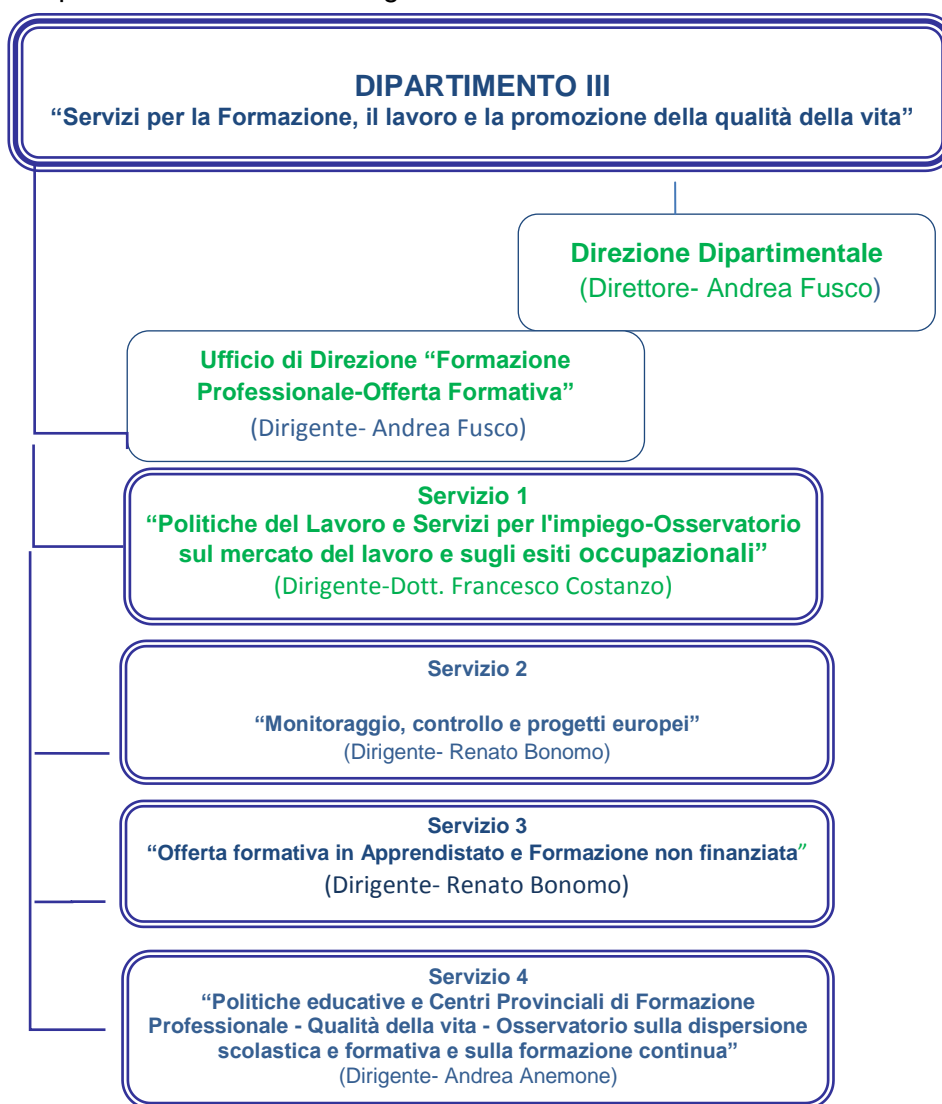 DIPARTIMENTO III
“Servizi per la Formazione, il lavoro e la promozione della qualità della vita”
Direzione Dipartimentale
(Direttore- Andrea Fusco)
Ufficio di Direzione “Formazione
Professionale-Offerta Formativa”
(Dirigente- Andrea Fusco)
Servizio 1
“Politiche del Lavoro e Servizi per l'impiego-Osservatorio
sul mercato del lavoro e sugli esiti occupazionali”
(Dirigente-Dott. Francesco Costanzo)
Servizio 2
“Monitoraggio, controllo e progetti europei”
(Dirigente- Renato Bonomo)
Servizio 3
“Offerta formativa in Apprendistato e Formazione non finanziata”
(Dirigente- Renato Bonomo)
Servizio 4
“Politiche educative e Centri Provinciali di Formazione
Professionale - Qualità della vita - Osservatorio sulla dispersione
scolastica e formativa e sulla formazione continua”
(Dirigente- Andrea Anemone)